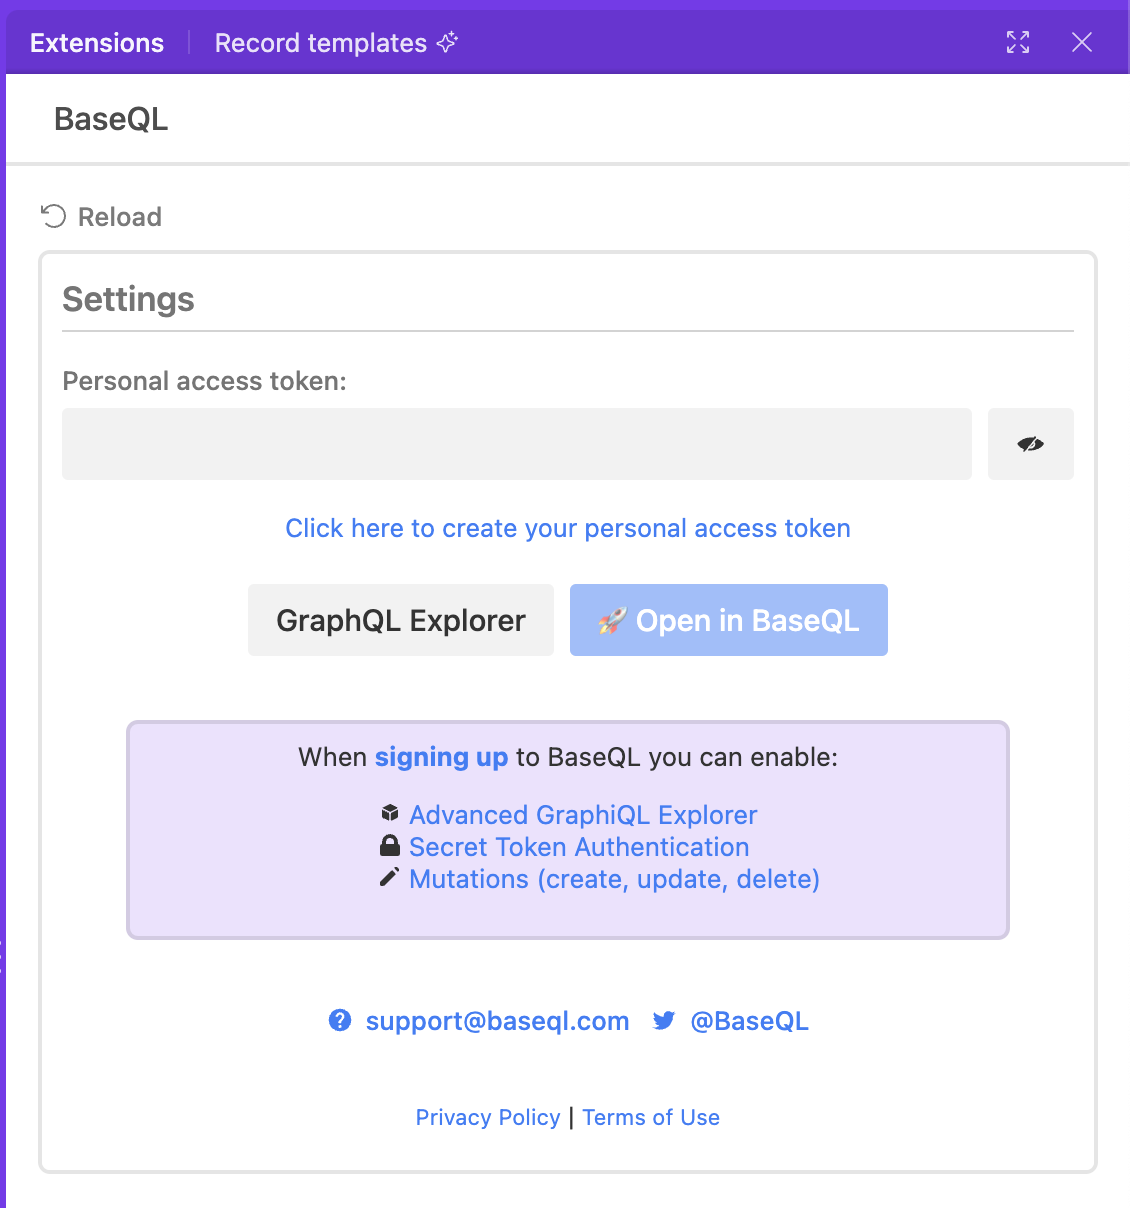 Extensions
Record templates
BaseQL
Reload
Settings
Personal access token:
Click here to create your personal access token
GraphQL Explorer
🚀 Open in BaseQL
When signing up to BaseQL you can enable:
Advanced GraphiQL Explorer
Secret Token Authentication
Mutations (create, update, delete)
support@baseql.com @BaseQL
Privacy Policy | Terms of Use